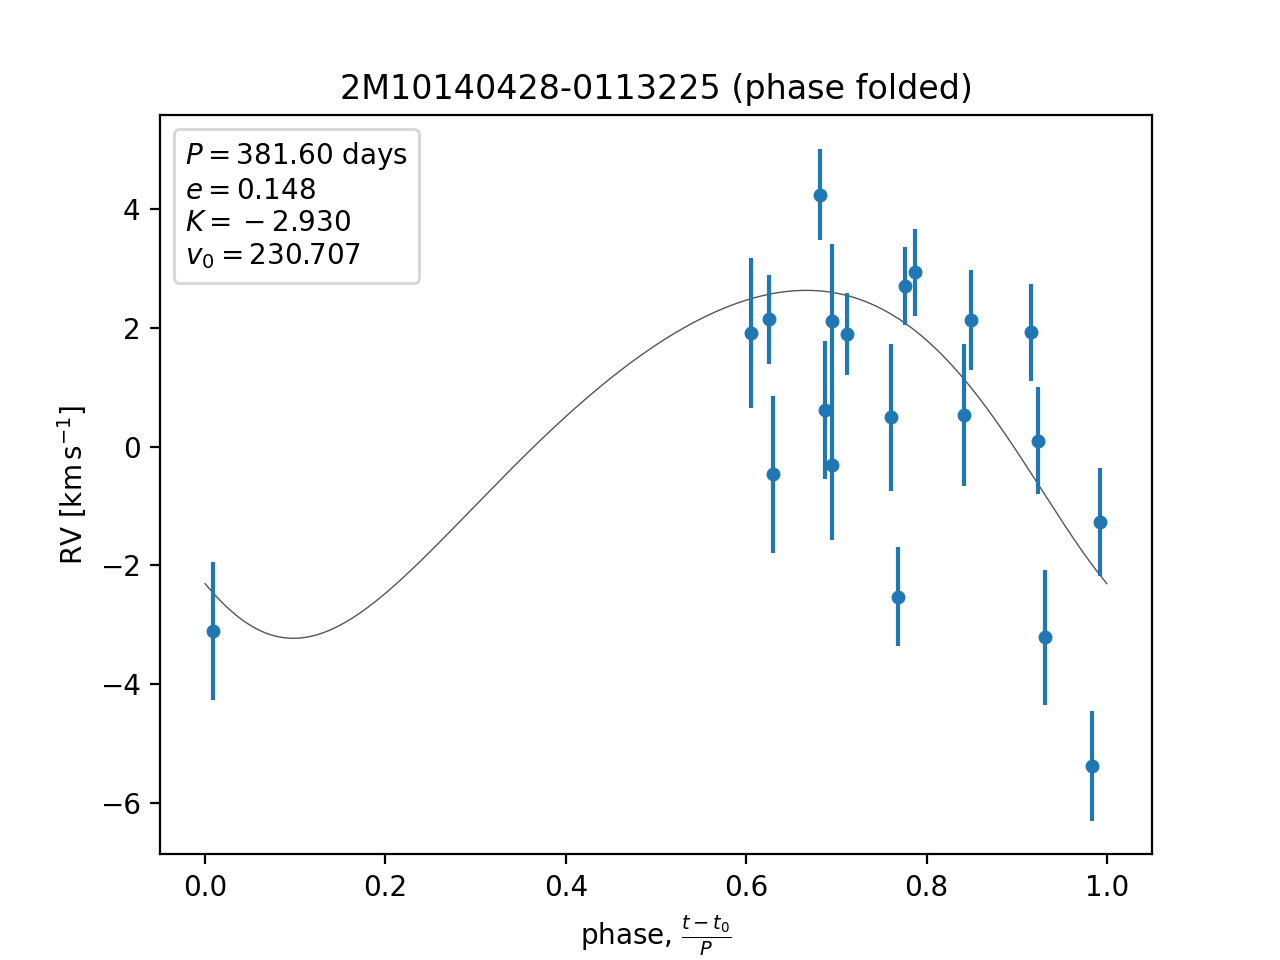 2M10140428-0113225 (phase folded)
P = 381.60 days
e = 0.148
K = −2.930
v₀ = 230.707
RV [km s⁻¹]
4
2
0
−2
−4
−6
0.0 0.2 0.4 0.6 0.8 1.0
phase, (t − t₀)/P